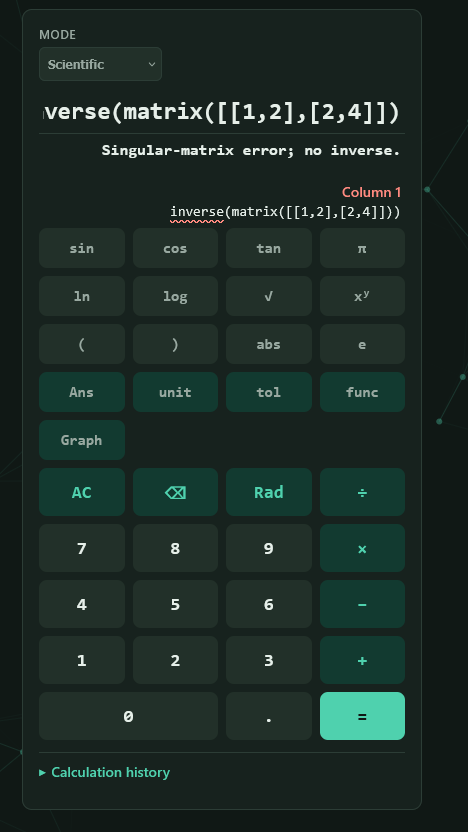 MODE
Scientific
verse(matrix([[1,2],[2,4]])
Singular-matrix error; no inverse.
Column 1
inverse(matrix([[1,2],[2,4]]))
sin cos tan π
ln log √ xʸ
( ) abs e
Ans unit tol func
Graph
AC ⌫ Rad ÷
7 8 9 ×
4 5 6 −
1 2 3 +
0 . =
▸ Calculation history